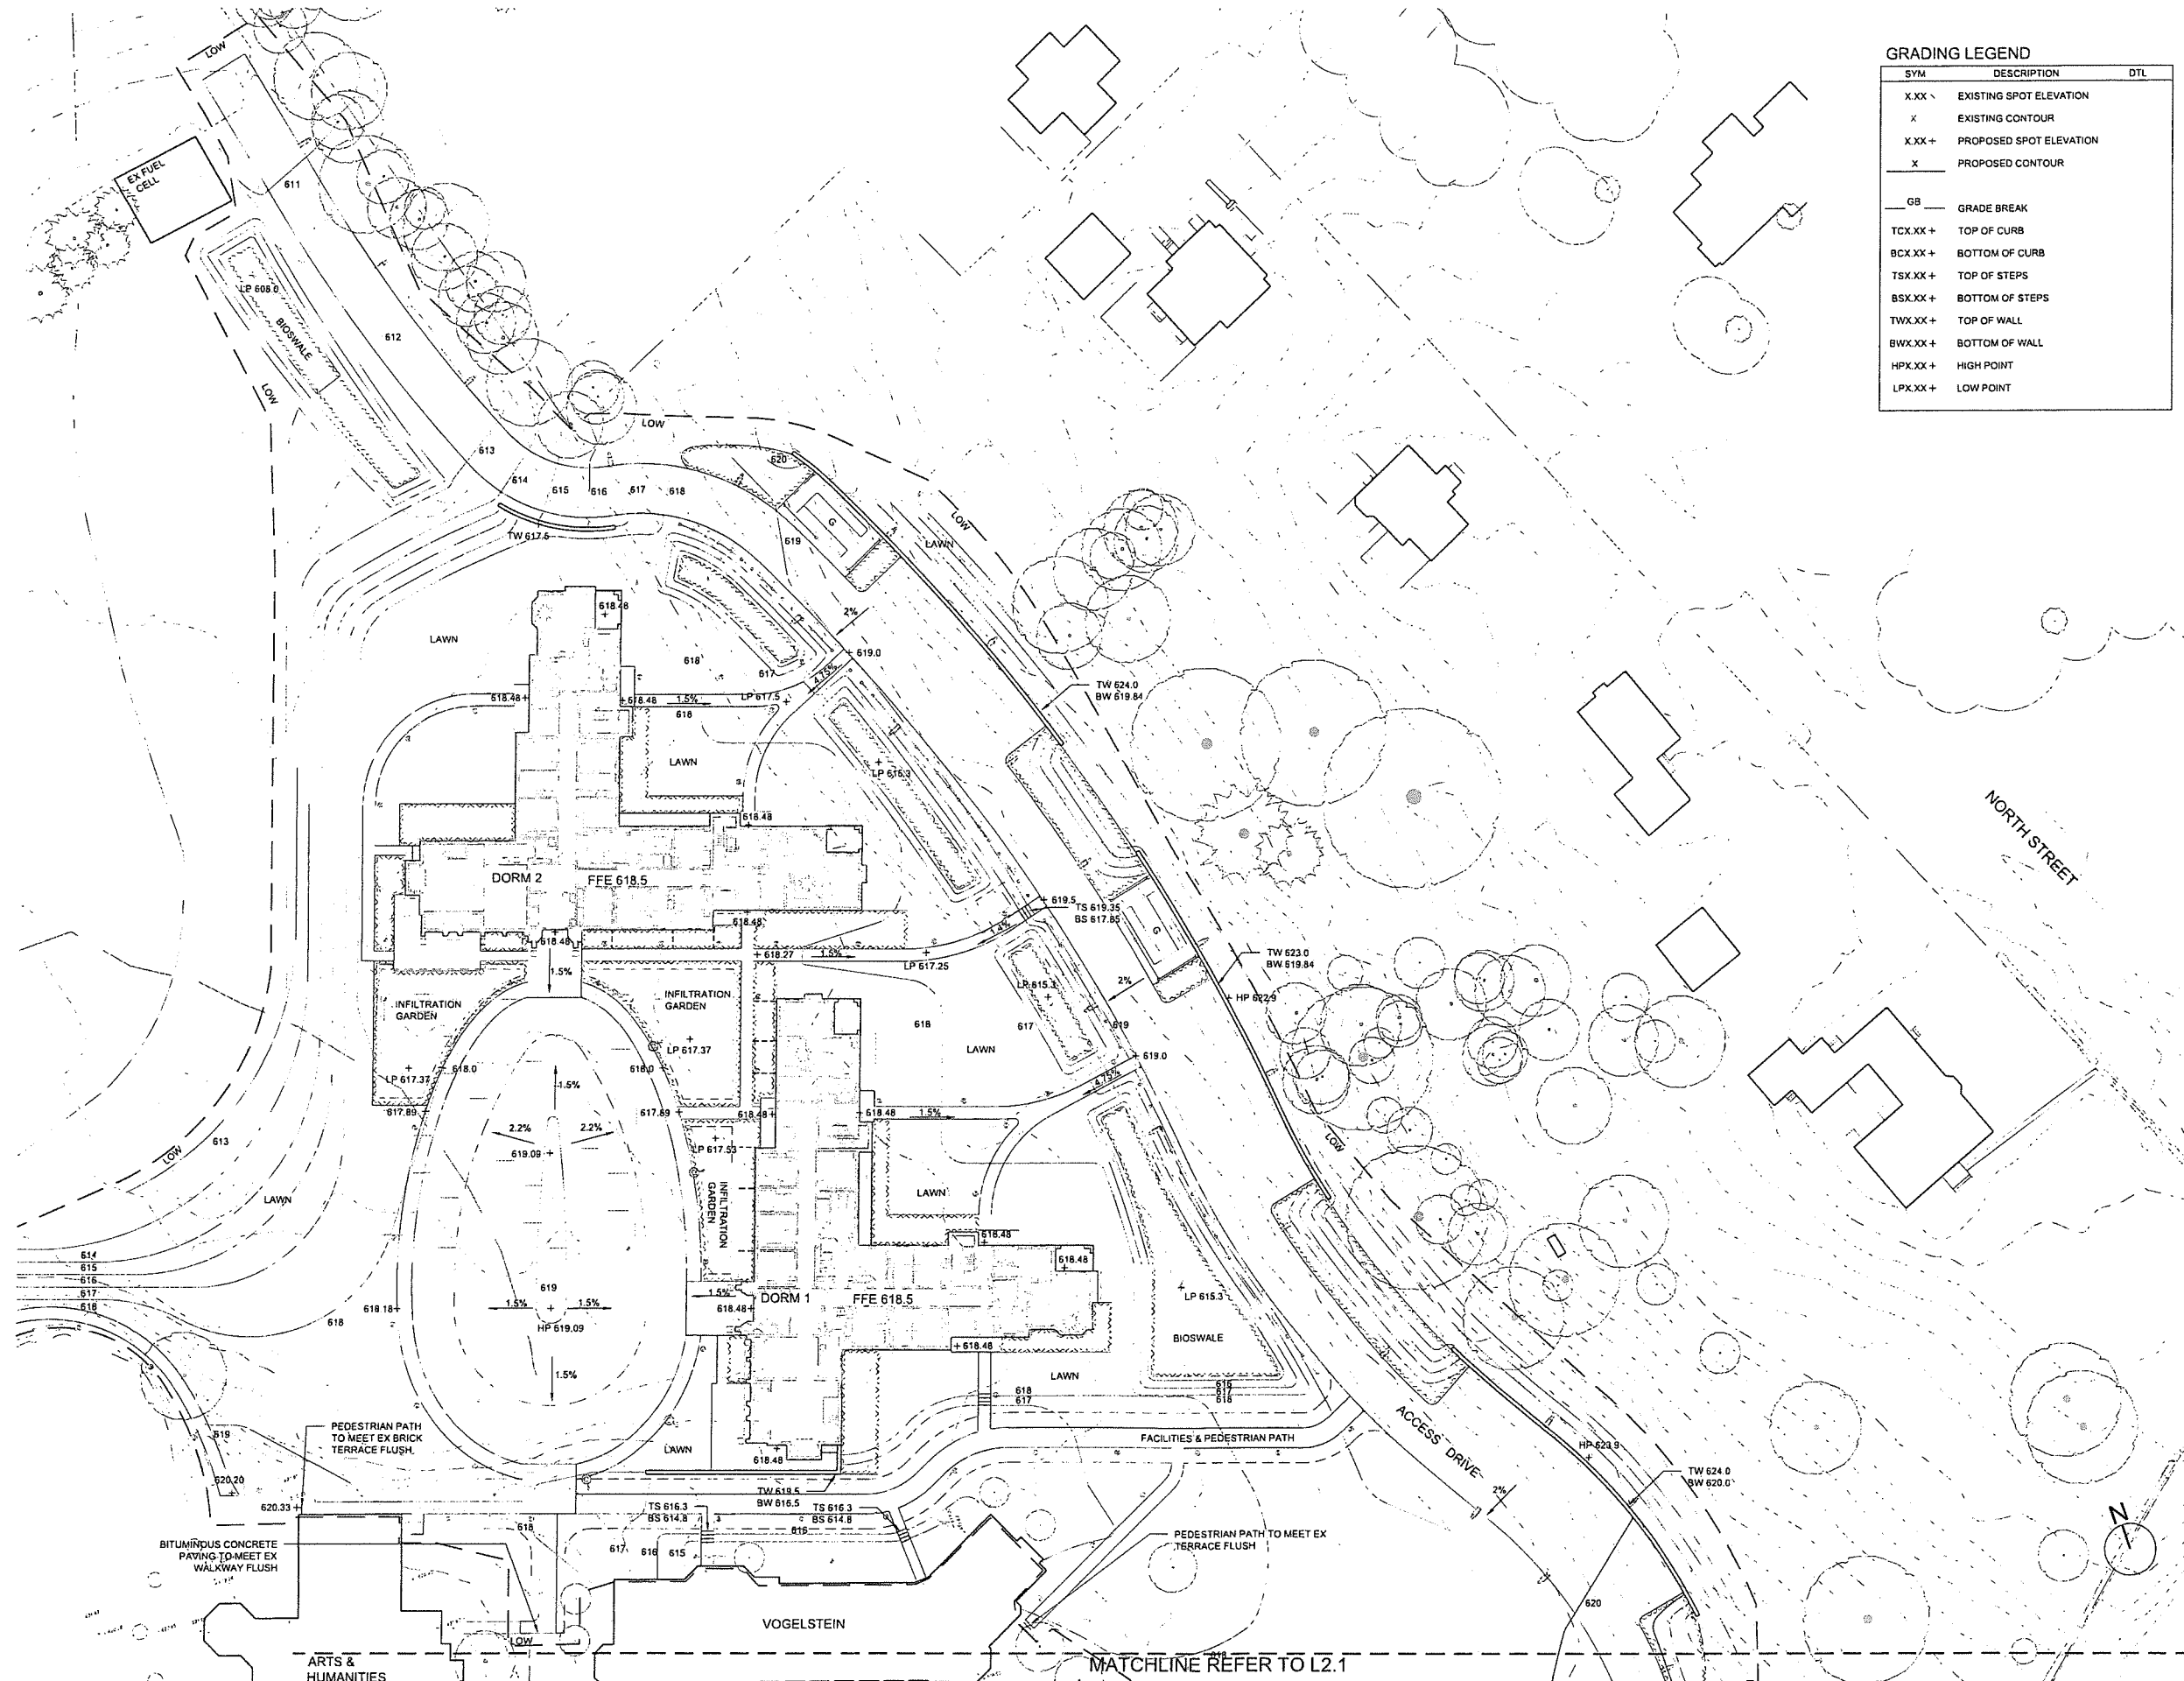 GRADING LEGEND
SYM DESCRIPTION DTL
X.XX EXISTING SPOT ELEVATION
X EXISTING CONTOUR
X.XX + PROPOSED SPOT ELEVATION
X PROPOSED CONTOUR
GB GRADE BREAK
TCX.XX + TOP OF CURB
BCX.XX + BOTTOM OF CURB
TSX.XX + TOP OF STEPS
BSX.XX + BOTTOM OF STEPS
TWX.XX + TOP OF WALL
BWX.XX + BOTTOM OF WALL
HPX.XX + HIGH POINT
LPX.XX + LOW POINT
LOW
EX FUEL
CELL
611
LP 608.0
BIOSWALE
612
LOW
LOW
613
614
615
616
617
618
620
G
619
LOW
LAWN
TW 617.5
618.48
LAWN
2%
619.0
618
617
4.75%
618.48
618.48
1.5%
LP 617.5
618
TW 624.0
BW 619.84
LAWN
LP 615.3
618.48
NORTH STREET
DORM 2
FFE 618.5
619.5
TS 619.35
BS 617.85
618.48
1.4%
G
618.48
618.27
1.5%
LP 617.25
TW 623.0
BW 619.84
1.5%
INFILTRATION
GARDEN
INFILTRATION
GARDEN
LP 615.3
2%
HP 622.9
618
617
619
LAWN
LP 617.37
619.0
LP 617.37
618.0
618.0
4.75%
1.5%
617.89
617.89
618.48
618.48
1.5%
2.2%
2.2%
619.09
613
LOW
LP 617.53
LOW
LAWN
INFILTRATION
GARDEN
LAWN
618.48
614
615
616
617
618
618.48
619
1.5%
DORM 1
FFE 618.5
LP 615.3
618
618.18
1.5%
1.5%
618.48
HP 619.09
BIOSWALE
618.48
1.5%
LAWN
618
617
616
617
618
PEDESTRIAN PATH
TO MEET EX BRICK
TERRACE FLUSH
619
FACILITIES & PEDESTRIAN PATH
ACCESS DRIVE
LAWN
HP 623.9
618.48
620.20
TW 624.0
BW 620.0
2%
620.33
TW 619.5
BW 616.5
TS 616.3
BS 614.8
TS 616.3
BS 614.8
618
616
N
BITUMINOUS CONCRETE
PAVING TO MEET EX
WALKWAY FLUSH
617
616
615
PEDESTRIAN PATH TO MEET EX
TERRACE FLUSH
620
VOGELSTEIN
LOW
ARTS &
HUMANITIES
MATCHLINE REFER TO L2.1